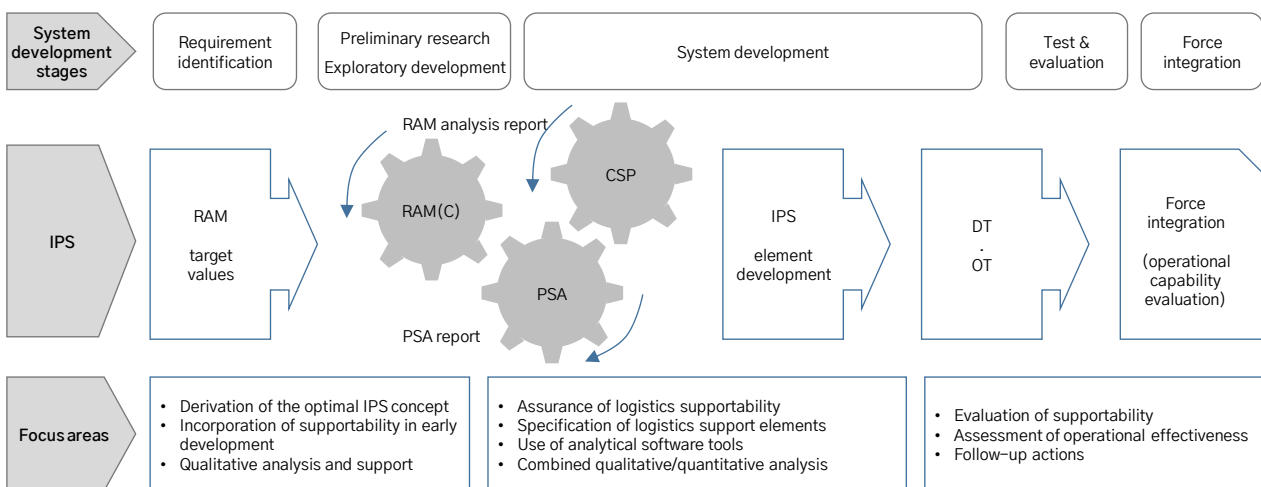 System
development
stages
Requirement
identification
Preliminary research
Exploratory development
System development
Test &
evaluation
Force
integration
IPS
RAM
target
values
RAM analysis report
RAM(C)
CSP
PSA
PSA report
IPS
element
development
DT
·
OT
Force
integration
(operational
capability
evaluation)
Focus areas
• Derivation of the optimal IPS concept
• Incorporation of supportability in early
development
• Qualitative analysis and support
• Assurance of logistics supportability
• Specification of logistics support elements
• Use of analytical software tools
• Combined qualitative/quantitative analysis
• Evaluation of supportability
• Assessment of operational effectiveness
• Follow-up actions